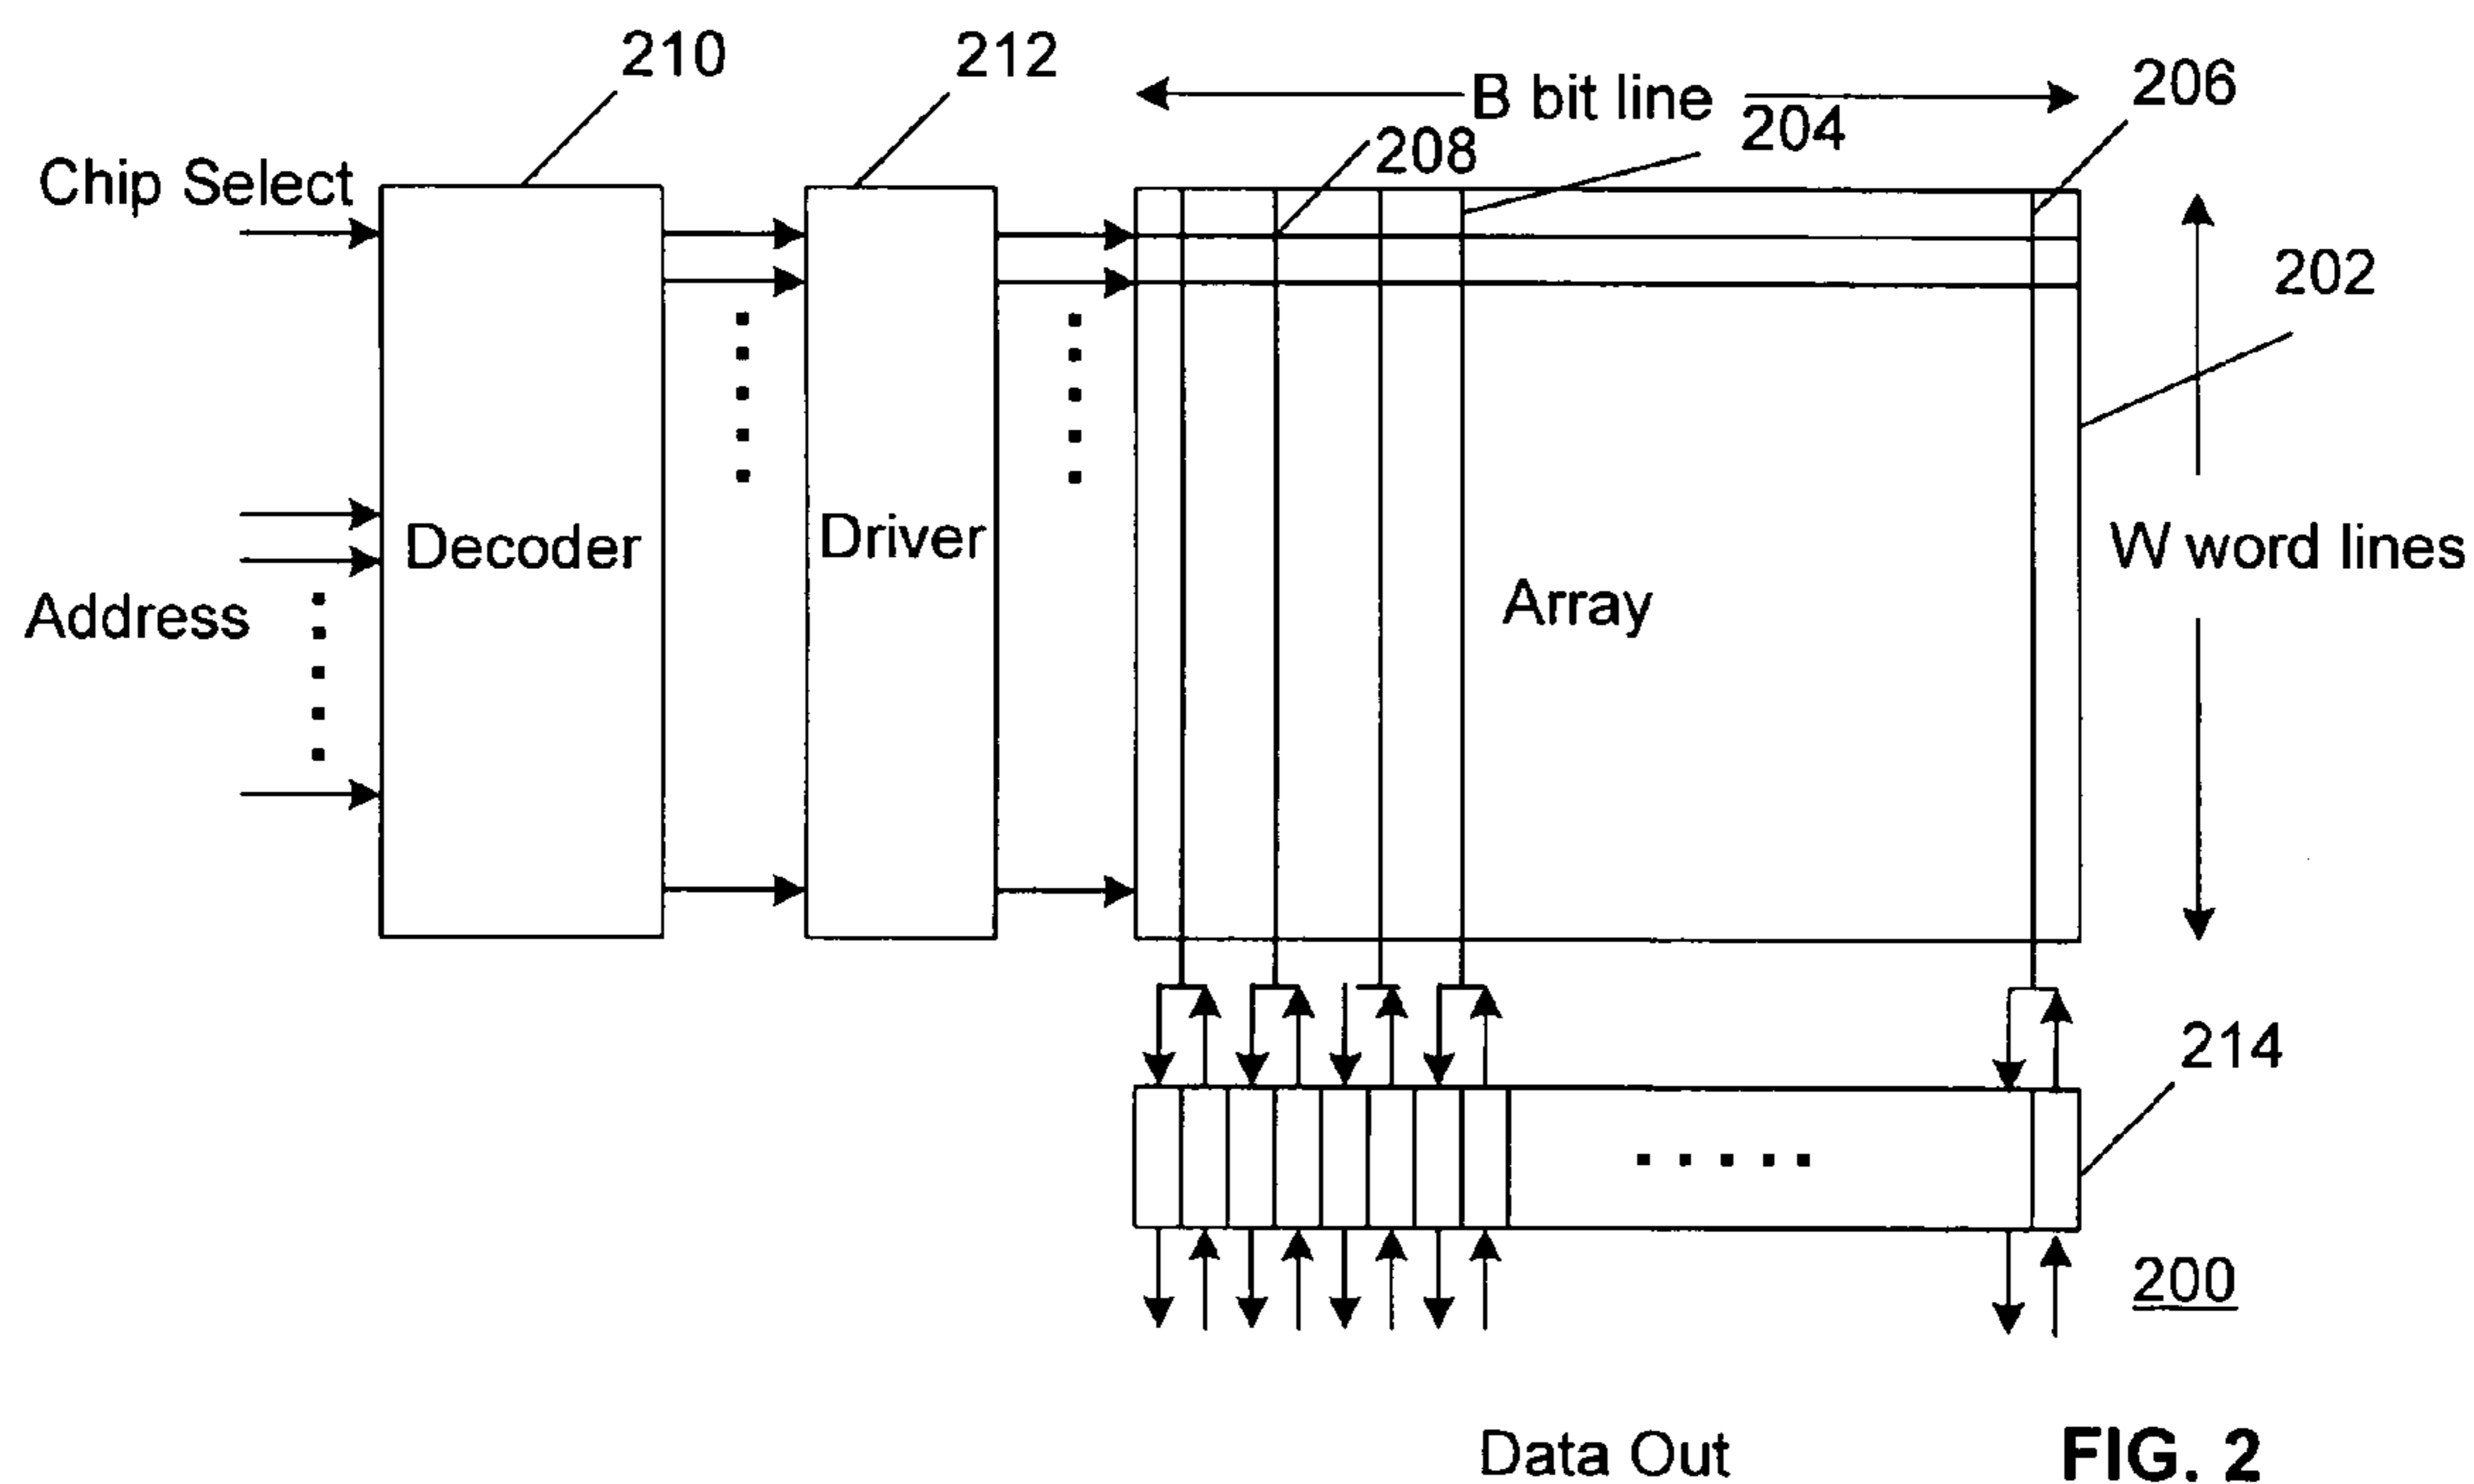 210
212
B bit line
206
208
204
Chip Select
202
Decoder
Driver
W word lines
Address
Array
214
200
Data Out
FIG. 2